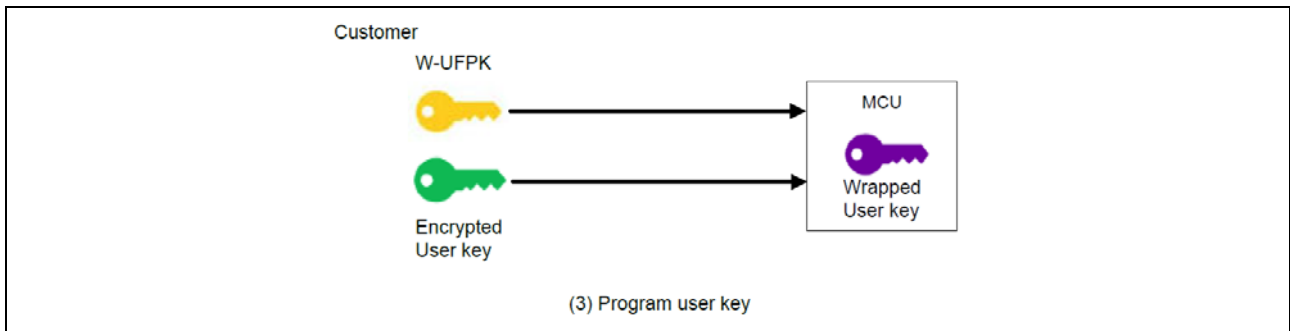 Customer
W-UFPK
MCU
Wrapped
User key
Encrypted
User key
(3) Program user key